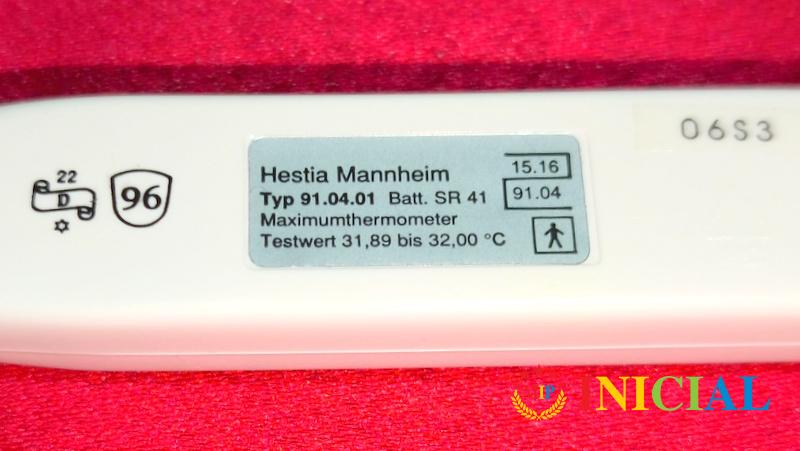 06S3
22
D
96
Hestia Mannheim
Typ 91.04.01 Batt. SR 41
Maximumthermometer
Testwert 31,89 bis 32,00 °C
15.16
91.04
IP INICIAL